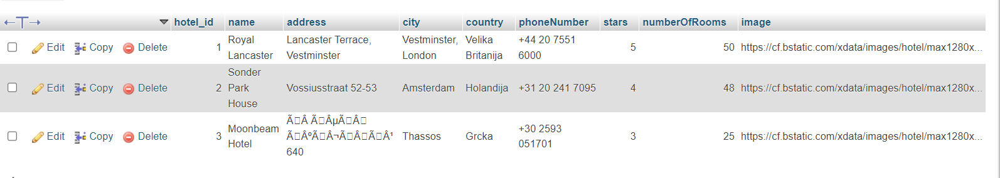 hotel_id name address city country phoneNumber stars numberOfRooms image
Edit Copy Delete 1 Royal Lancaster Lancaster Terrace, Vestminster Vestminster, London Velika Britanija +44 20 7551 6000 5 50 https://cf.bstatic.com/xdata/images/hotel/max1280x...
Edit Copy Delete 2 Sonder Park House Vossiusstraat 52-53 Amsterdam Holandija +31 20 241 7095 4 48 https://cf.bstatic.com/xdata/images/hotel/max1280x...
Edit Copy Delete 3 Moonbeam Hotel 640 Thassos Grcka +30 2593 051701 3 25 https://cf.bstatic.com/xdata/images/hotel/max1280x...